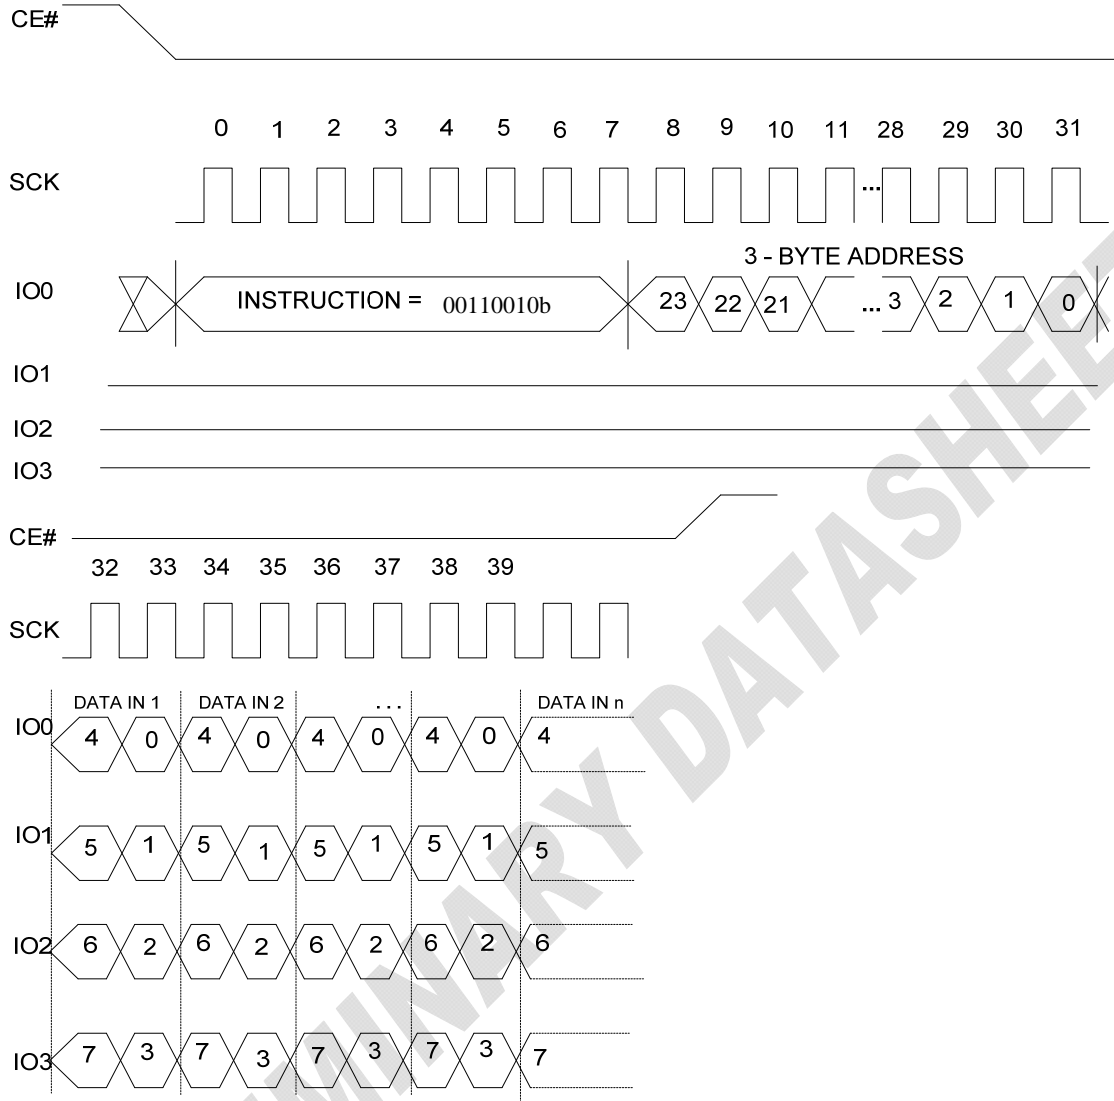 CE#
0 1 2 3 4 5 6 7 8 9 10 11 28 29 30 31
SCK ...
3 - BYTE ADDRESS
IO0 INSTRUCTION = 00110010b 23 22 21 ... 3 2 1 0
IO1
IO2
IO3
CE#
32 33 34 35 36 37 38 39
SCK
DATA IN 1 DATA IN 2 ... DATA IN n
IO0 4 0 4 0 4 0 4 0 4
IO1 5 1 5 1 5 1 5 1 5
IO2 6 2 6 2 6 2 6 2 6
IO3 7 3 7 3 7 3 7 3 7
MINARY DATASHEE